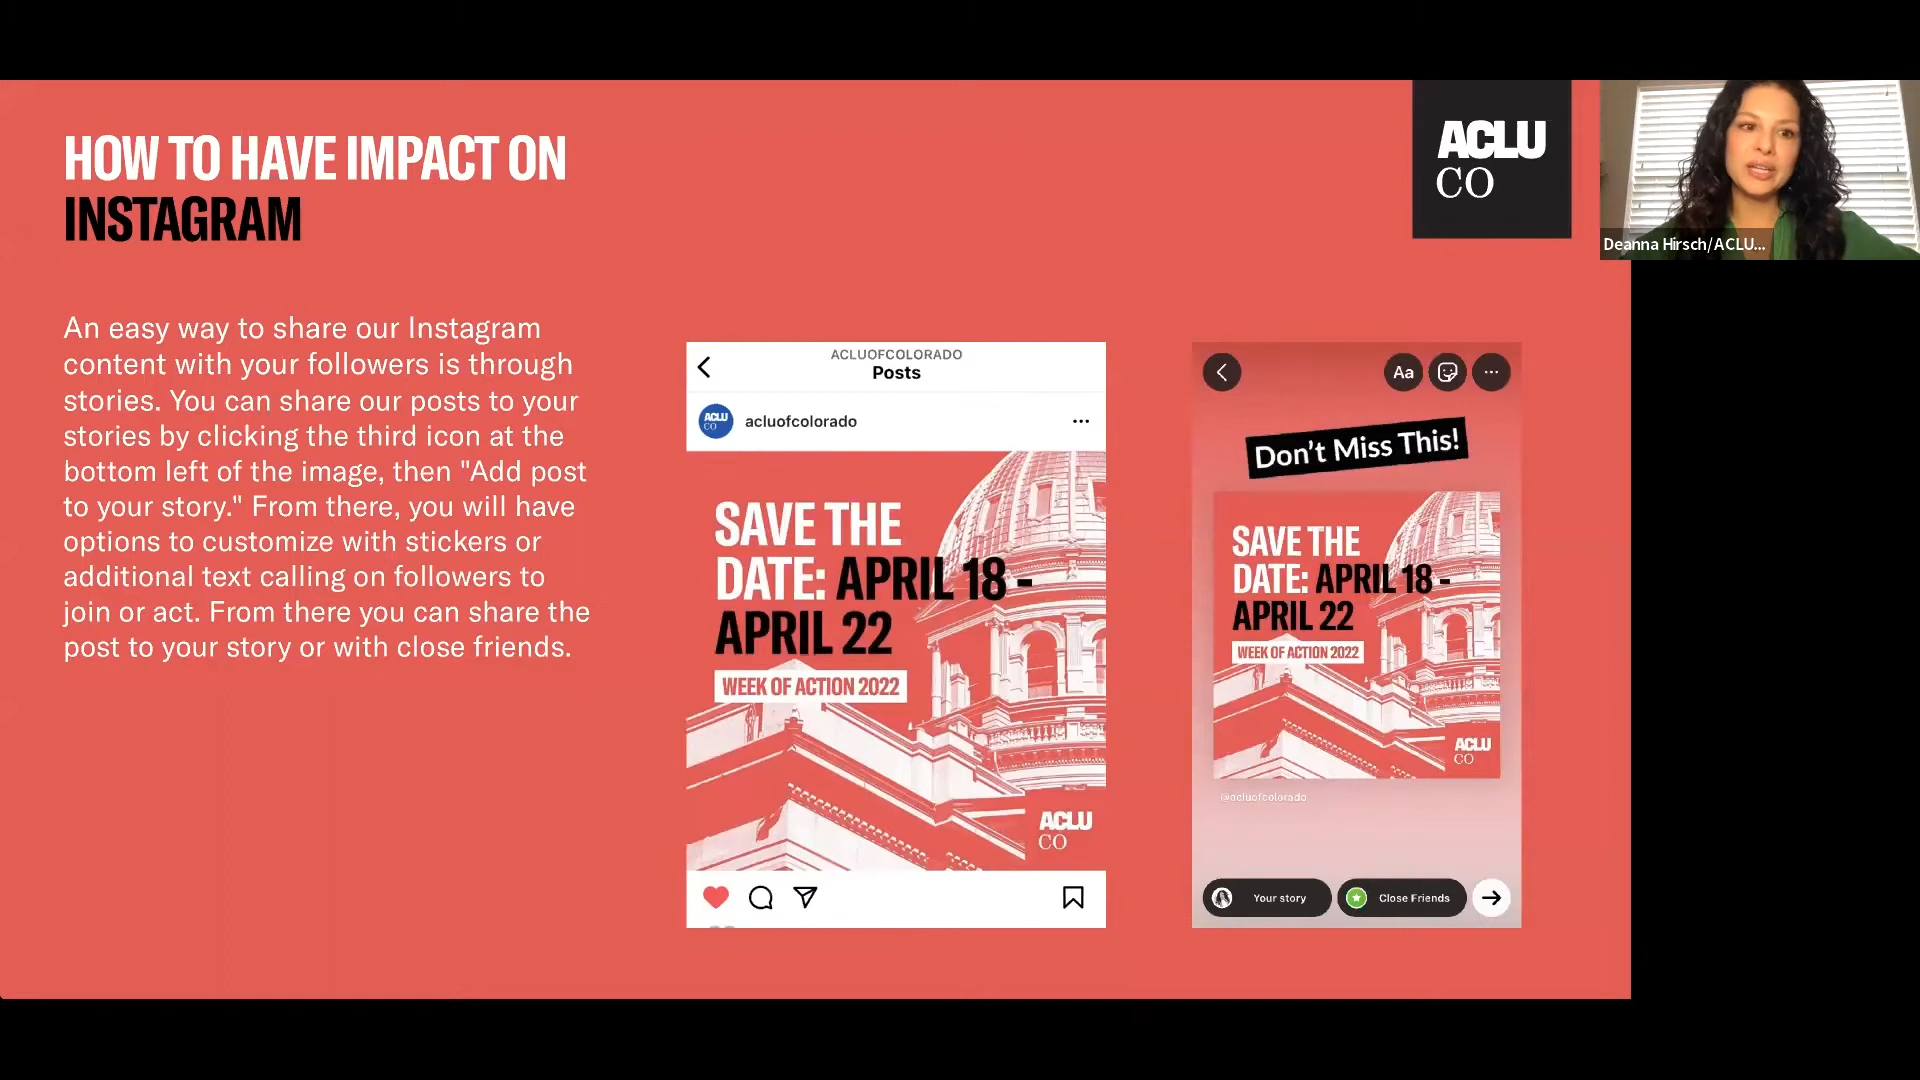 HOW TO HAVE IMPACT ON
INSTAGRAM
An easy way to share our Instagram
content with your followers is through
stories. You can share our posts to your
stories by clicking the third icon at the
bottom left of the image, then "Add post
to your story." From there, you will have
options to customize with stickers or
additional text calling on followers to
join or act. From there you can share the
post to your story or with close friends.
ACLUOFCOLORADO
Posts
ACLU
CO
acluofcolorado
SAVE THE
DATE: APRIL 18 -
APRIL 22
WEEK OF ACTION 2022
ACLU
CO
Aa
Don't Miss This!
SAVE THE
DATE: APRIL 18 -
APRIL 22
WEEK OF ACTION 2022
ACLU
CO
@acluofcolorado
Your story
Close Friends
ACLU
CO
Deanna Hirsch/ACLU...